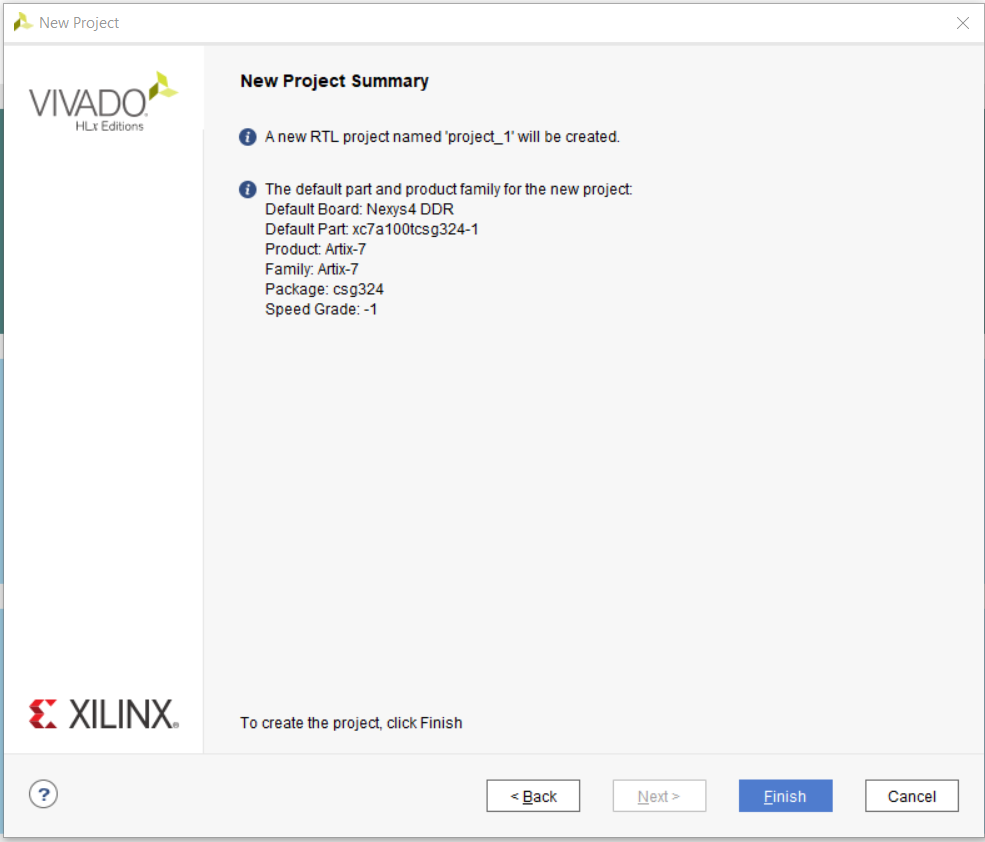 New Project
VIVADO
HLx Editions
New Project Summary
A new RTL project named 'project_1' will be created.
The default part and product family for the new project:
Default Board: Nexys4 DDR
Default Part: xc7a100tcsg324-1
Product: Artix-7
Family: Artix-7
Package: csg324
Speed Grade: -1
XILINX
To create the project, click Finish
?
< Back
Next >
Finish
Cancel